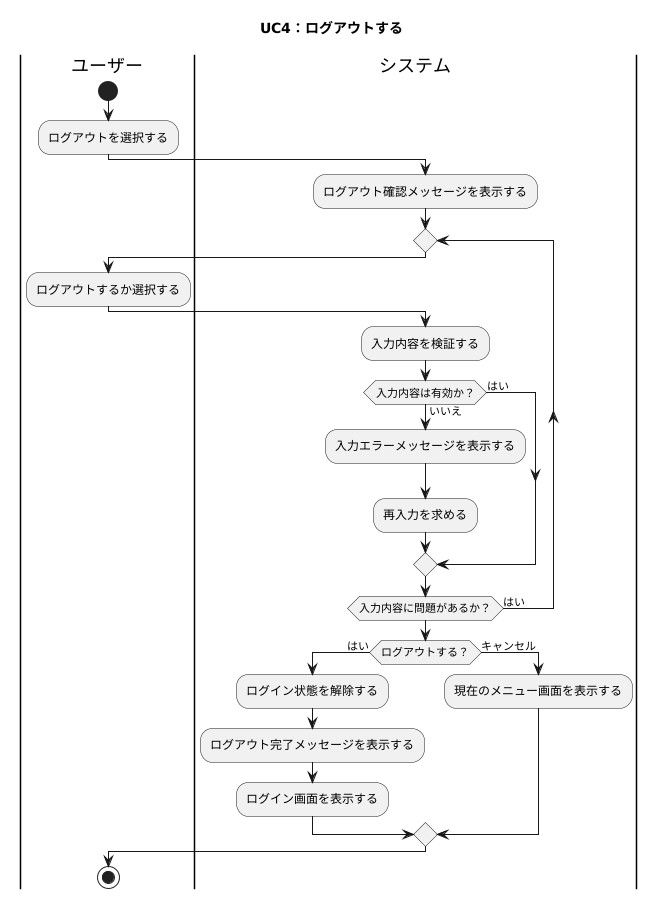 UC4：ログアウトする
ユーザー
システム
ログアウトを選択する
ログアウト確認メッセージを表示する
ログアウトするか選択する
入力内容を検証する
入力内容は有効か？
はい
いいえ
入力エラーメッセージを表示する
再入力を求める
入力内容に問題があるか？
はい
はい
ログアウトする？
キャンセル
ログイン状態を解除する
現在のメニュー画面を表示する
ログアウト完了メッセージを表示する
ログイン画面を表示する